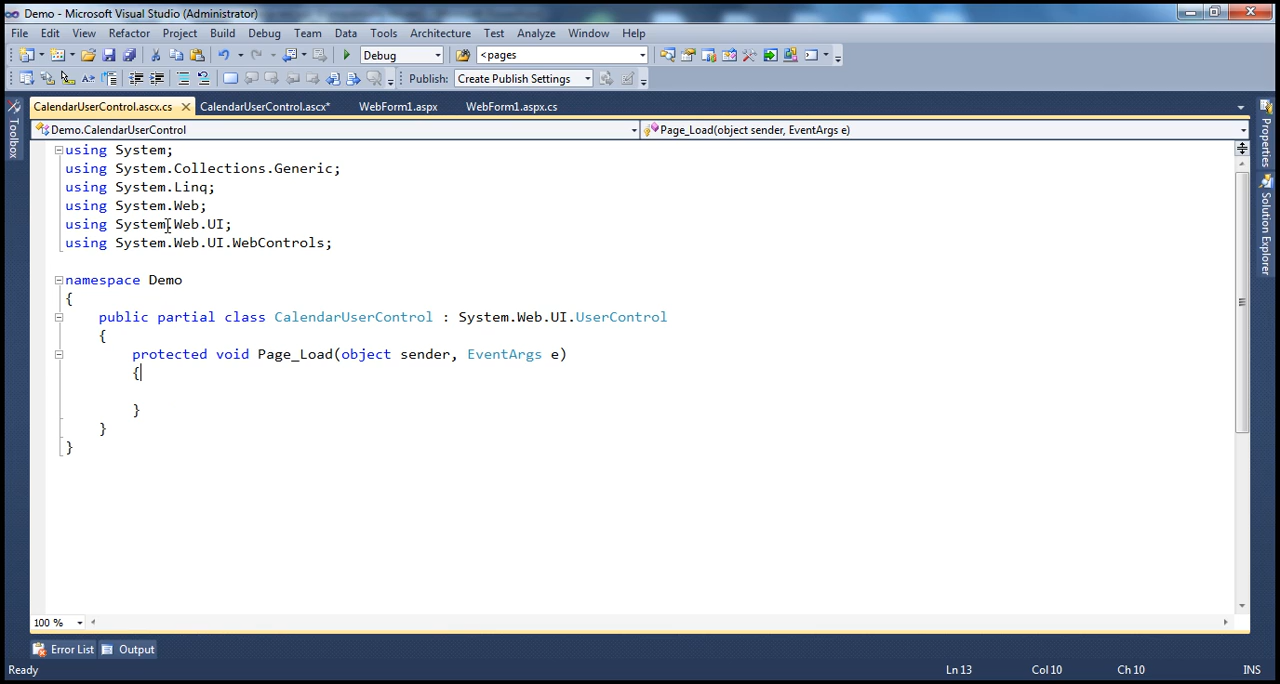 Demo - Microsoft Visual Studio (Administrator)
File Edit View Refactor Project Build Debug Team Data Tools Architecture Test Analyze Window Help
Debug <pages
Publish: Create Publish Settings
CalendarUserControl.ascx.cs CalendarUserControl.ascx* WebForm1.aspx WebForm1.aspx.cs
Demo.CalendarUserControl Page_Load(object sender, EventArgs e)
Toolbox
Properties
Solution Explorer
using System;
using System.Collections.Generic;
using System.Linq;
using System.Web;
using System.Web.UI;
using System.Web.UI.WebControls;
namespace Demo
{
public partial class CalendarUserControl : System.Web.UI.UserControl
{
protected void Page_Load(object sender, EventArgs e)
{
}
}
}
100 %
Error List Output
Ready Ln 13 Col 10 Ch 10 INS